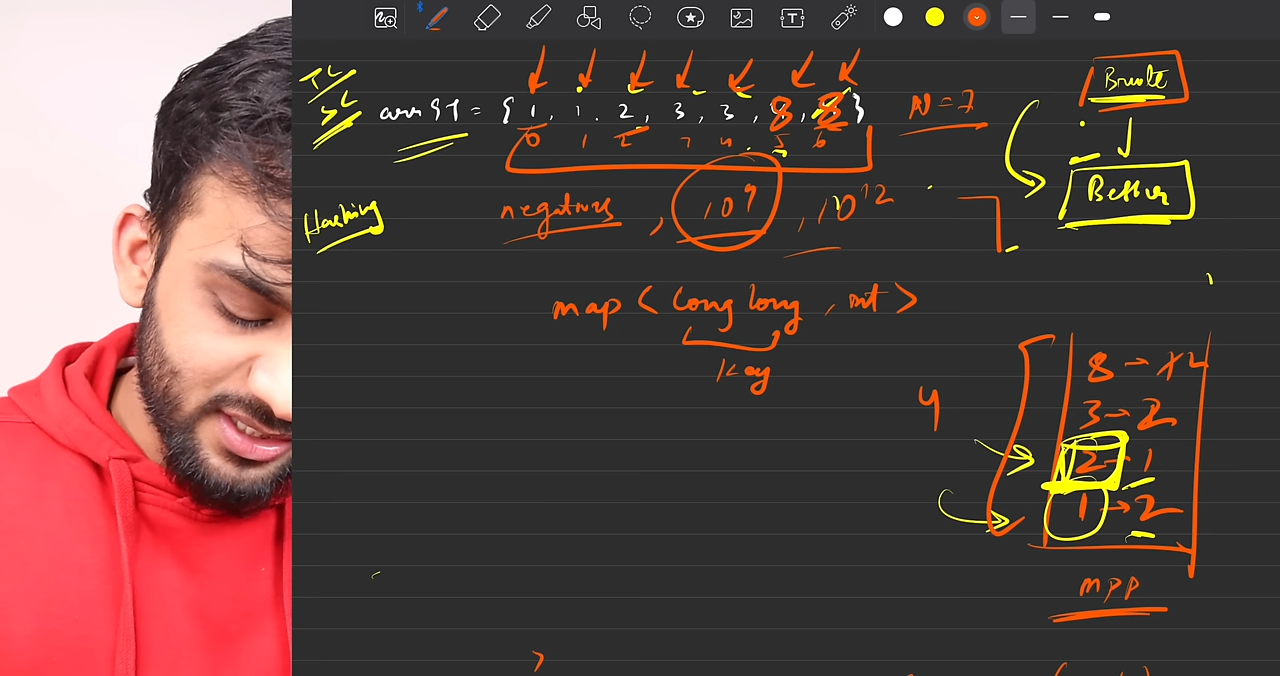 TC/
SC
arr[] = { 1, 1, 2, 3, 3, 8, 8 } N = 7
0 1 2 3 4 5 6
Brute
Better
Hashing
negatives, 10^9, 10^12
map < long long, int >
key
8 → 2
3 → 2
2 → 1
1 → 2
4
mpp